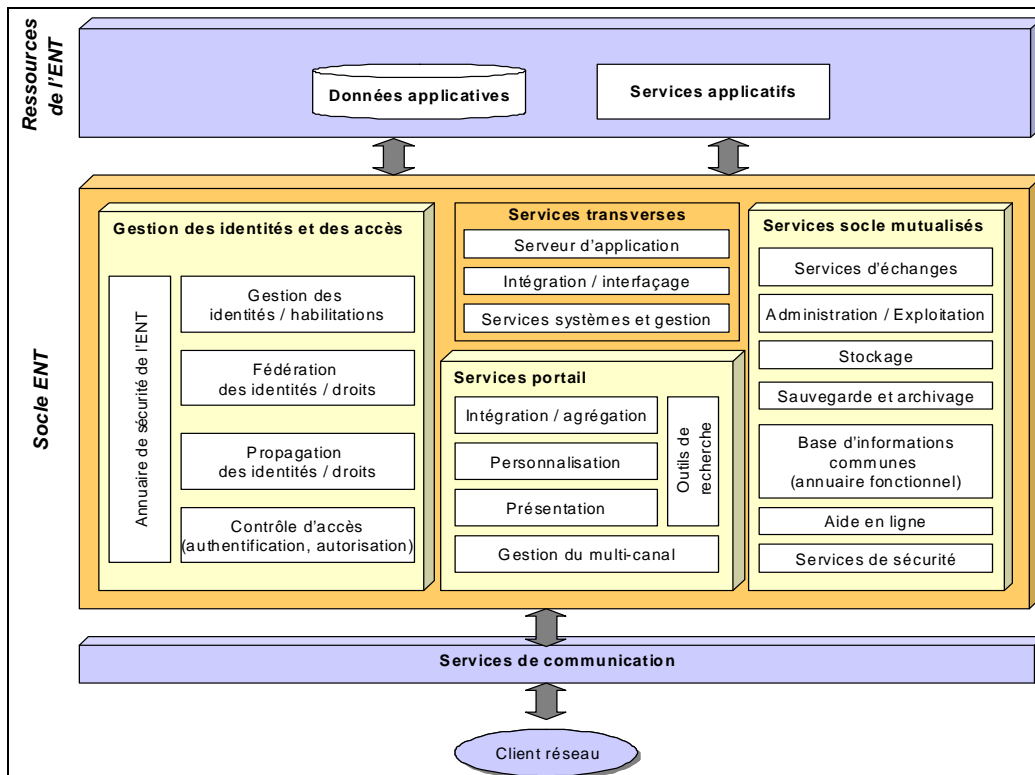 Ressources
de l'ENT
Données applicatives
Services applicatifs
Socle ENT
Gestion des identités et des accès
Annuaire de sécurité de l'ENT
Gestion des
identités / habilitations
Fédération
des identités / droits
Propagation
des identités / droits
Contrôle d'accès
(authentification, autorisation)
Services transverses
Serveur d'application
Intégration / interfaçage
Services systèmes et gestion
Services portail
Intégration / agrégation
Personnalisation
Présentation
Outils de
recherche
Gestion du multi-canal
Services socle mutualisés
Services d'échanges
Administration / Exploitation
Stockage
Sauvegarde et archivage
Base d'informations
communes
(annuaire fonctionnel)
Aide en ligne
Services de sécurité
Services de communication
Client réseau